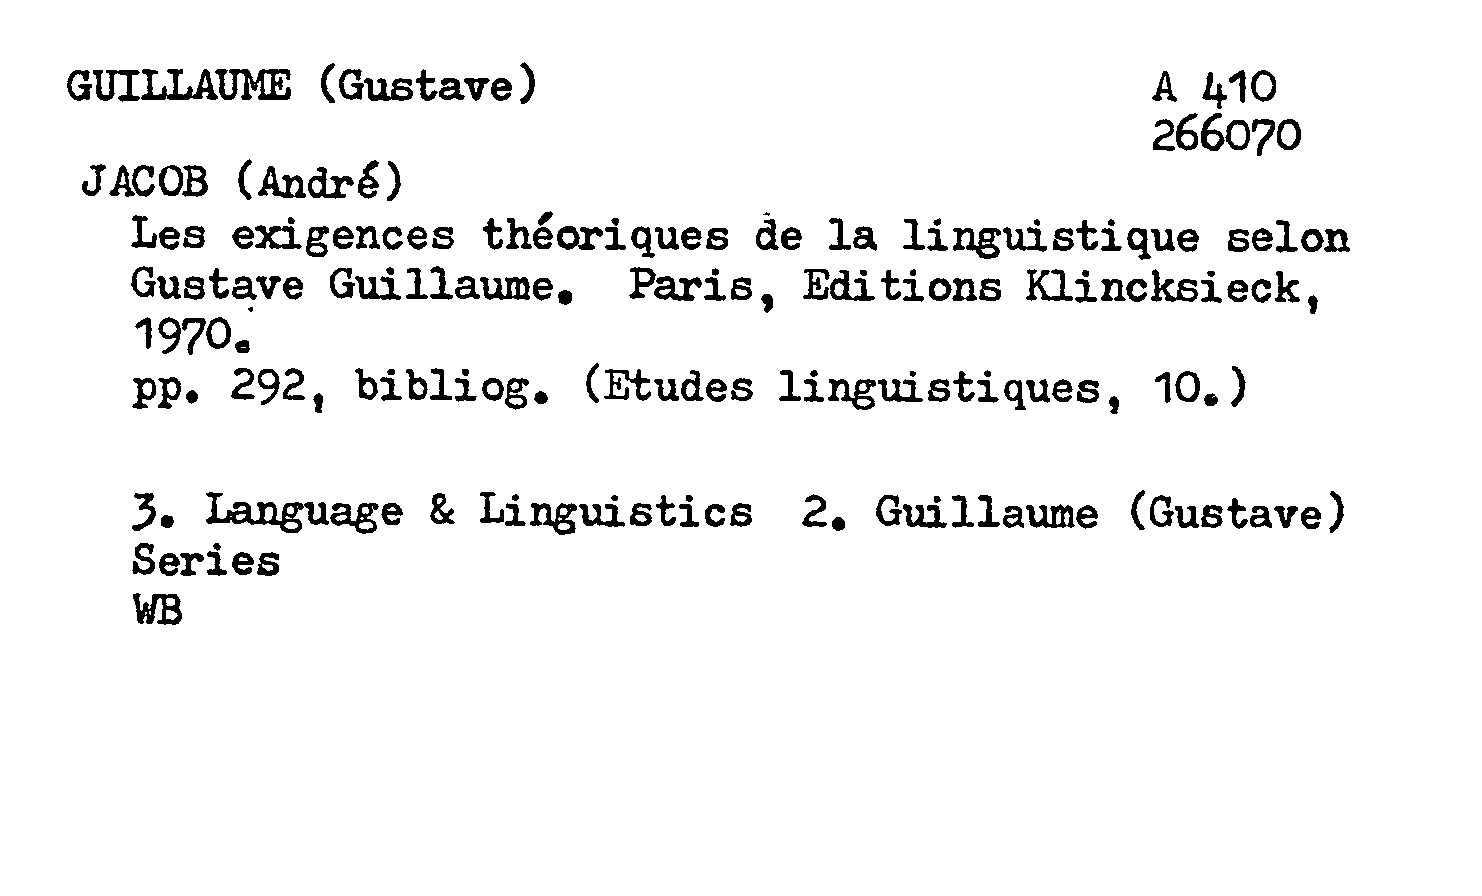 GUILLAUME (Gustave)
A 410
266070
JACOB (André)
Les exigences théoriques de la linguistique selon
Gustave Guillaume. Paris, Editions Klincksieck,
1970.
pp. 292, bibliog. (Etudes linguistiques, 10.)
3. Language & Linguistics 2. Guillaume (Gustave)
Series
WB